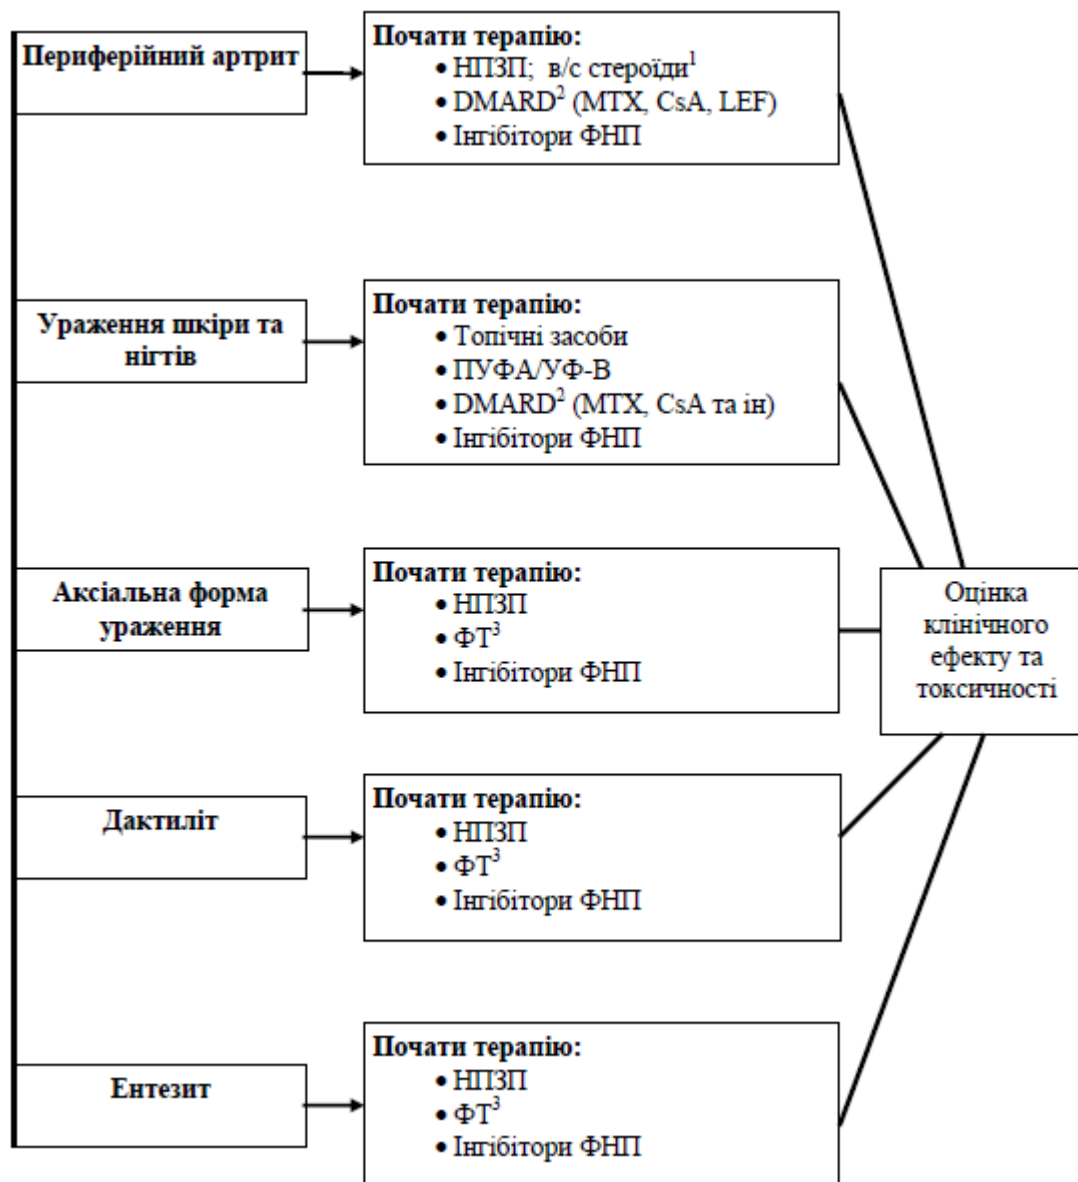 Периферійний артрит
Почати терапію:
• НПЗП; в/с стероїди¹
• DMARD² (MTX, CsA, LEF)
• Інгібітори ФНП
Ураження шкіри та
нігтів
Почати терапію:
• Топічні засоби
• ПУФА/УФ-В
• DMARD² (MTX, CsA та ін)
• Інгібітори ФНП
Аксіальна форма
ураження
Почати терапію:
• НПЗП
• ФТ³
• Інгібітори ФНП
Оцінка
клінічного
ефекту та
токсичності
Дактиліт
Почати терапію:
• НПЗП
• ФТ³
• Інгібітори ФНП
Ентезит
Почати терапію:
• НПЗП
• ФТ³
• Інгібітори ФНП